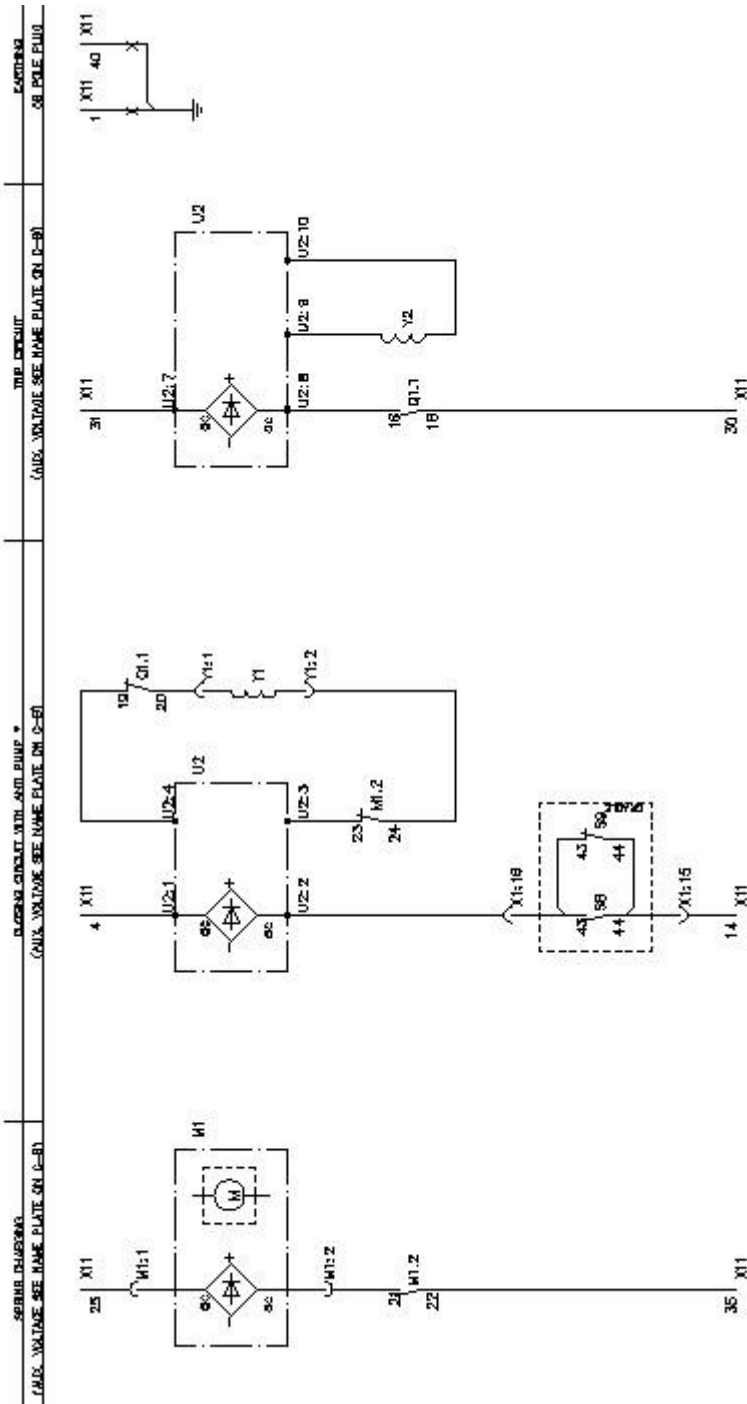 SPRING CHARGING
(AUX. VOLTAGE SEE NAME PLATE ON C-B)
CLOSING CIRCUIT WITH ANTI PUMP *
(AUX. VOLTAGE SEE NAME PLATE ON C-B)
TRIP CIRCUIT
(AUX. VOLTAGE SEE NAME PLATE ON C-B)
EARTHING
POLE PLUG
25 X11
M1:1
M1
M
+
-
M1:2
21
22
M1.2
35 X11
4 X11
U2:1
U2:4
U2
+
-
U2:2
U2:3
19
20
Q1.1
Y1:1
Y1
Y1:2
23
24
M1.2
X1:16
43
44
S8
43
44
S9
X1:15
14 X11
31 X11
U2:7
U2
+
-
U2:8
U2:9
U2:10
Y2
Q1.1
16
18
30 X11
1 X11
40 X11